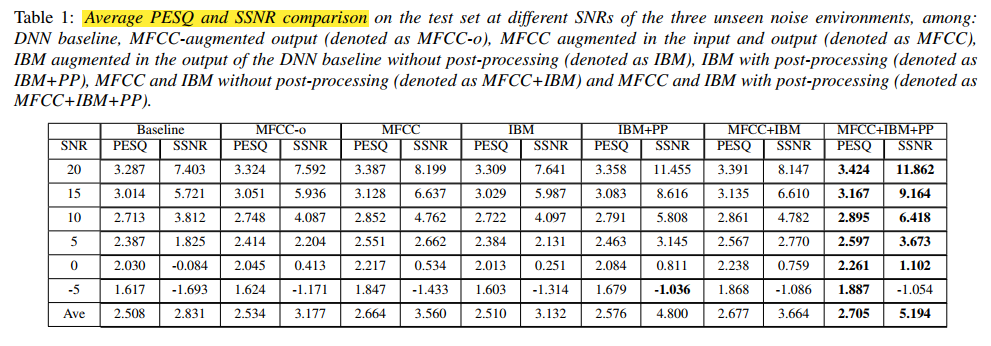 Table 1: Average PESQ and SSNR comparison on the test set at different SNRs of the three unseen noise environments, among:
DNN baseline, MFCC-augmented output (denoted as MFCC-o), MFCC augmented in the input and output (denoted as MFCC),
IBM augmented in the output of the DNN baseline without post-processing (denoted as IBM), IBM with post-processing (denoted as
IBM+PP), MFCC and IBM without post-processing (denoted as MFCC+IBM) and MFCC and IBM with post-processing (denoted as
MFCC+IBM+PP).
Baseline MFCC-o MFCC IBM IBM+PP MFCC+IBM MFCC+IBM+PP
SNR PESQ SSNR PESQ SSNR PESQ SSNR PESQ SSNR PESQ SSNR PESQ SSNR PESQ SSNR
20 3.287 7.403 3.324 7.592 3.387 8.199 3.309 7.641 3.358 11.455 3.391 8.147 3.424 11.862
15 3.014 5.721 3.051 5.936 3.128 6.637 3.029 5.987 3.083 8.616 3.135 6.610 3.167 9.164
10 2.713 3.812 2.748 4.087 2.852 4.762 2.722 4.097 2.791 5.808 2.861 4.782 2.895 6.418
5 2.387 1.825 2.414 2.204 2.551 2.662 2.384 2.131 2.463 3.145 2.567 2.770 2.597 3.673
0 2.030 -0.084 2.045 0.413 2.217 0.534 2.013 0.251 2.084 0.811 2.238 0.759 2.261 1.102
-5 1.617 -1.693 1.624 -1.171 1.847 -1.433 1.603 -1.314 1.679 -1.036 1.868 -1.086 1.887 -1.054
Ave 2.508 2.831 2.534 3.177 2.664 3.560 2.510 3.132 2.576 4.800 2.677 3.664 2.705 5.194